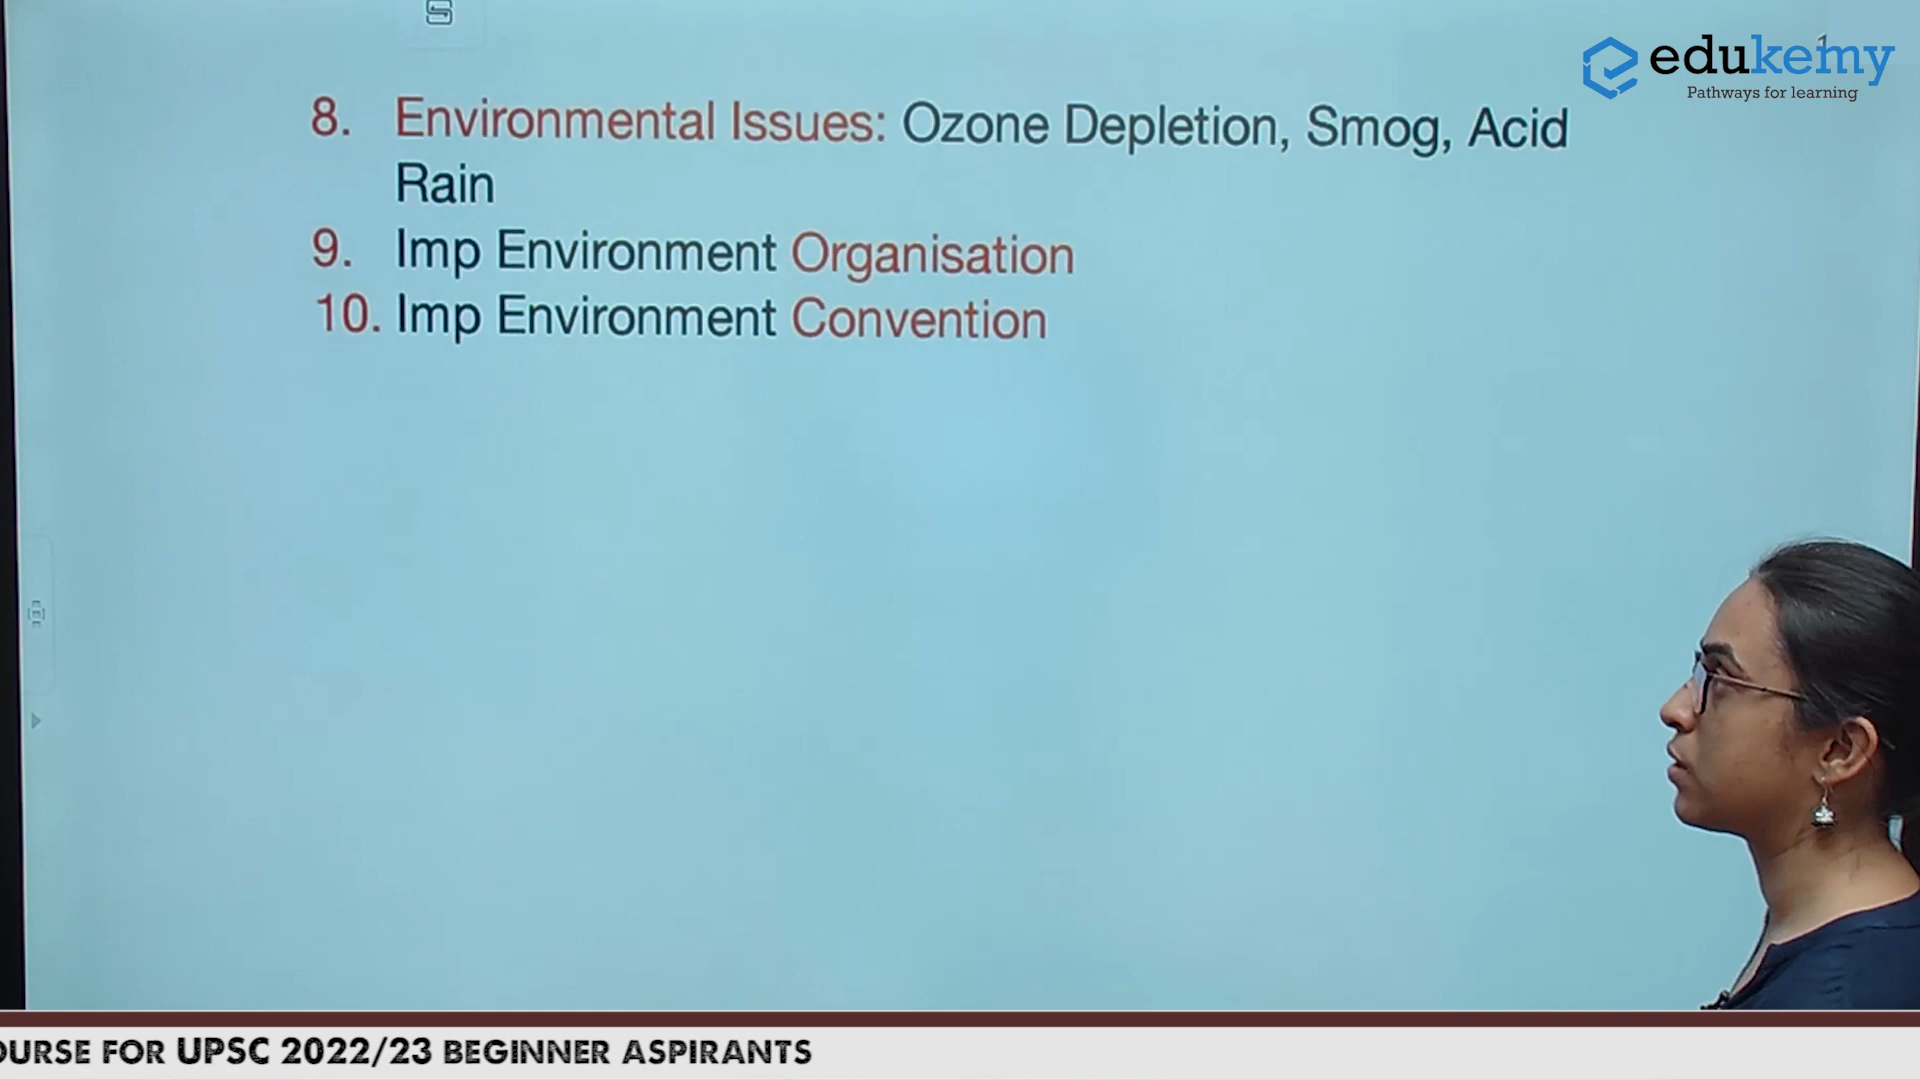 edukemy
Pathways for learning
8. Environmental Issues: Ozone Depletion, Smog, Acid
Rain
9. Imp Environment Organisation
10. Imp Environment Convention
OURSE FOR UPSC 2022/23 BEGINNER ASPIRANTS